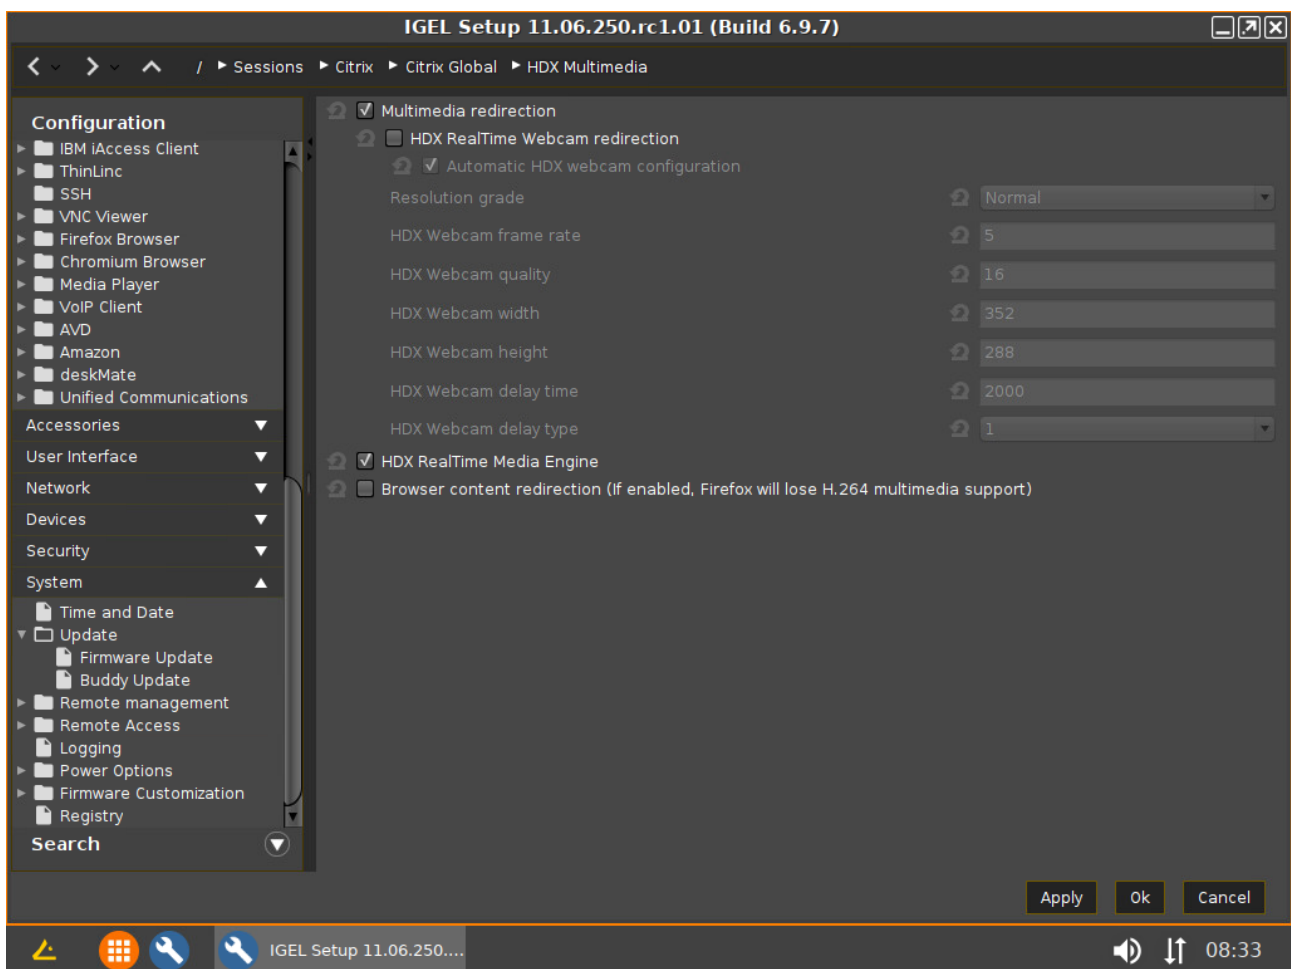 IGEL Setup 11.06.250.rc1.01 (Build 6.9.7)
/ Sessions Citrix Citrix Global HDX Multimedia
Configuration
IBM iAccess Client
ThinLinc
SSH
VNC Viewer
Firefox Browser
Chromium Browser
Media Player
VoIP Client
AVD
Amazon
deskMate
Unified Communications
Accessories
User Interface
Network
Devices
Security
System
Time and Date
Update
Firmware Update
Buddy Update
Remote management
Remote Access
Logging
Power Options
Firmware Customization
Registry
Search
Multimedia redirection
HDX RealTime Webcam redirection
Automatic HDX webcam configuration
Resolution grade Normal
HDX Webcam frame rate 5
HDX Webcam quality 16
HDX Webcam width 352
HDX Webcam height 288
HDX Webcam delay time 2000
HDX Webcam delay type 1
HDX RealTime Media Engine
Browser content redirection (If enabled, Firefox will lose H.264 multimedia support)
Apply Ok Cancel
IGEL Setup 11.06.250.... 08:33